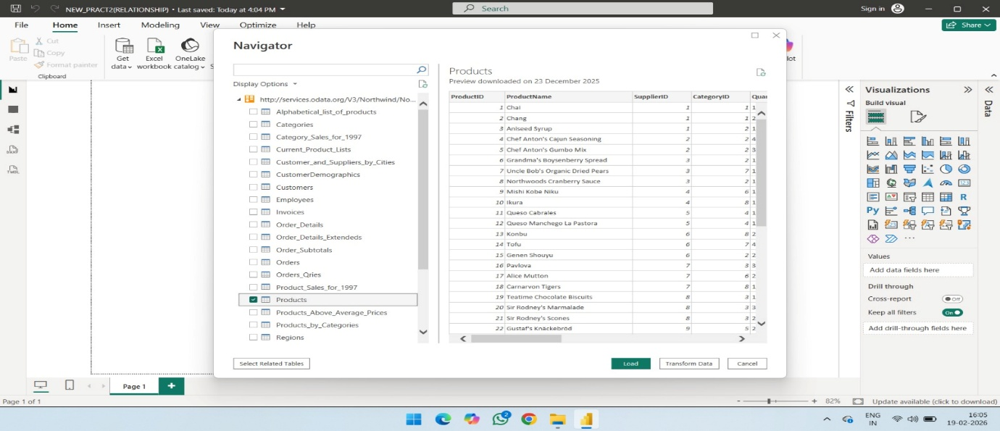 NEW_PRACT2(RELATIONSHIP) • Last saved: Today at 4:04 PM
Search
Sign in
File Home Insert Modeling View Optimize Help
Share
Paste
Cut
Copy
Format painter
Clipboard
Get data
Excel workbook
OneLake catalog
Navigator
Display Options
http://services.odata.org/V3/Northwind/No...
Alphabetical_list_of_products
Categories
Category_Sales_for_1997
Current_Product_Lists
Customer_and_Suppliers_by_Cities
CustomerDemographics
Customers
Employees
Invoices
Order_Details
Order_Details_Extendeds
Order_Subtotals
Orders
Orders_Qries
Product_Sales_for_1997
Products
Products_Above_Average_Prices
Products_by_Categories
Regions
Select Related Tables
Products
Preview downloaded on 23 December 2025
ProductID ProductName SupplierID CategoryID Quar
1 Chai 1 1 1
2 Chang 1 1 2
3 Aniseed Syrup 1 2 1
4 Chef Anton's Cajun Seasoning 2 2 4
5 Chef Anton's Gumbo Mix 2 2 3
6 Grandma's Boysenberry Spread 3 2 1
7 Uncle Bob's Organic Dried Pears 3 7 1
8 Northwoods Cranberry Sauce 3 2 1
9 Mishi Kobe Niku 4 6 1
10 Ikura 4 8 1
11 Queso Cabrales 5 4 1
12 Queso Manchego La Pastora 5 4 1
13 Konbu 6 8 2
14 Tofu 6 7 4
15 Genen Shouyu 6 2 2
16 Pavlova 7 3 3
17 Alice Mutton 7 6 2
18 Carnarvon Tigers 7 8 1
19 Teatime Chocolate Biscuits 8 3 1
20 Sir Rodney's Marmalade 8 3 3
21 Sir Rodney's Scones 8 3 2
22 Gustaf's Knäckebröd 9 5 2
Load
Transform Data
Cancel
Filters
Visualizations
Build visual
R
Py
Values
Add data fields here
Drill through
Cross-report Off
Keep all filters On
Add drill-through fields here
Data
Page 1
Page 1 of 1
82%
Update available (click to download)
2
ENG
IN
16:05
19-02-2026